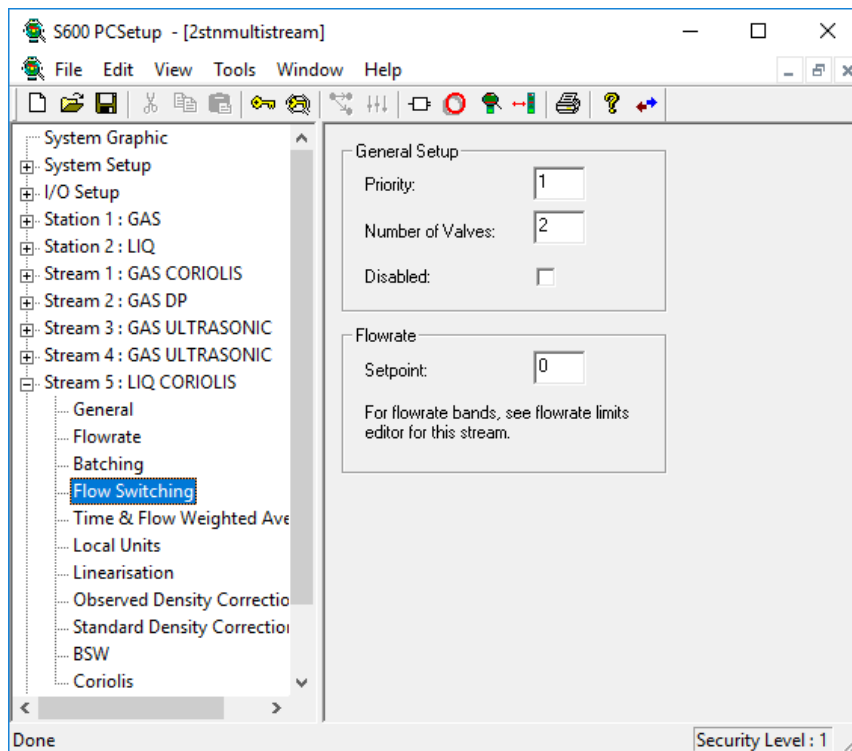 S600 PCSetup - [2stnmultistream]
File Edit View Tools Window Help
System Graphic
System Setup
I/O Setup
Station 1 : GAS
Station 2 : LIQ
Stream 1 : GAS CORIOLIS
Stream 2 : GAS DP
Stream 3 : GAS ULTRASONIC
Stream 4 : GAS ULTRASONIC
Stream 5 : LIQ CORIOLIS
General
Flowrate
Batching
Flow Switching
Time & Flow Weighted Ave
Local Units
Linearisation
Observed Density Correctio
Standard Density Correction
BSW
Coriolis
General Setup
Priority: 1
Number of Valves: 2
Disabled:
Flowrate
Setpoint: 0
For flowrate bands, see flowrate limits
editor for this stream.
Done
Security Level : 1